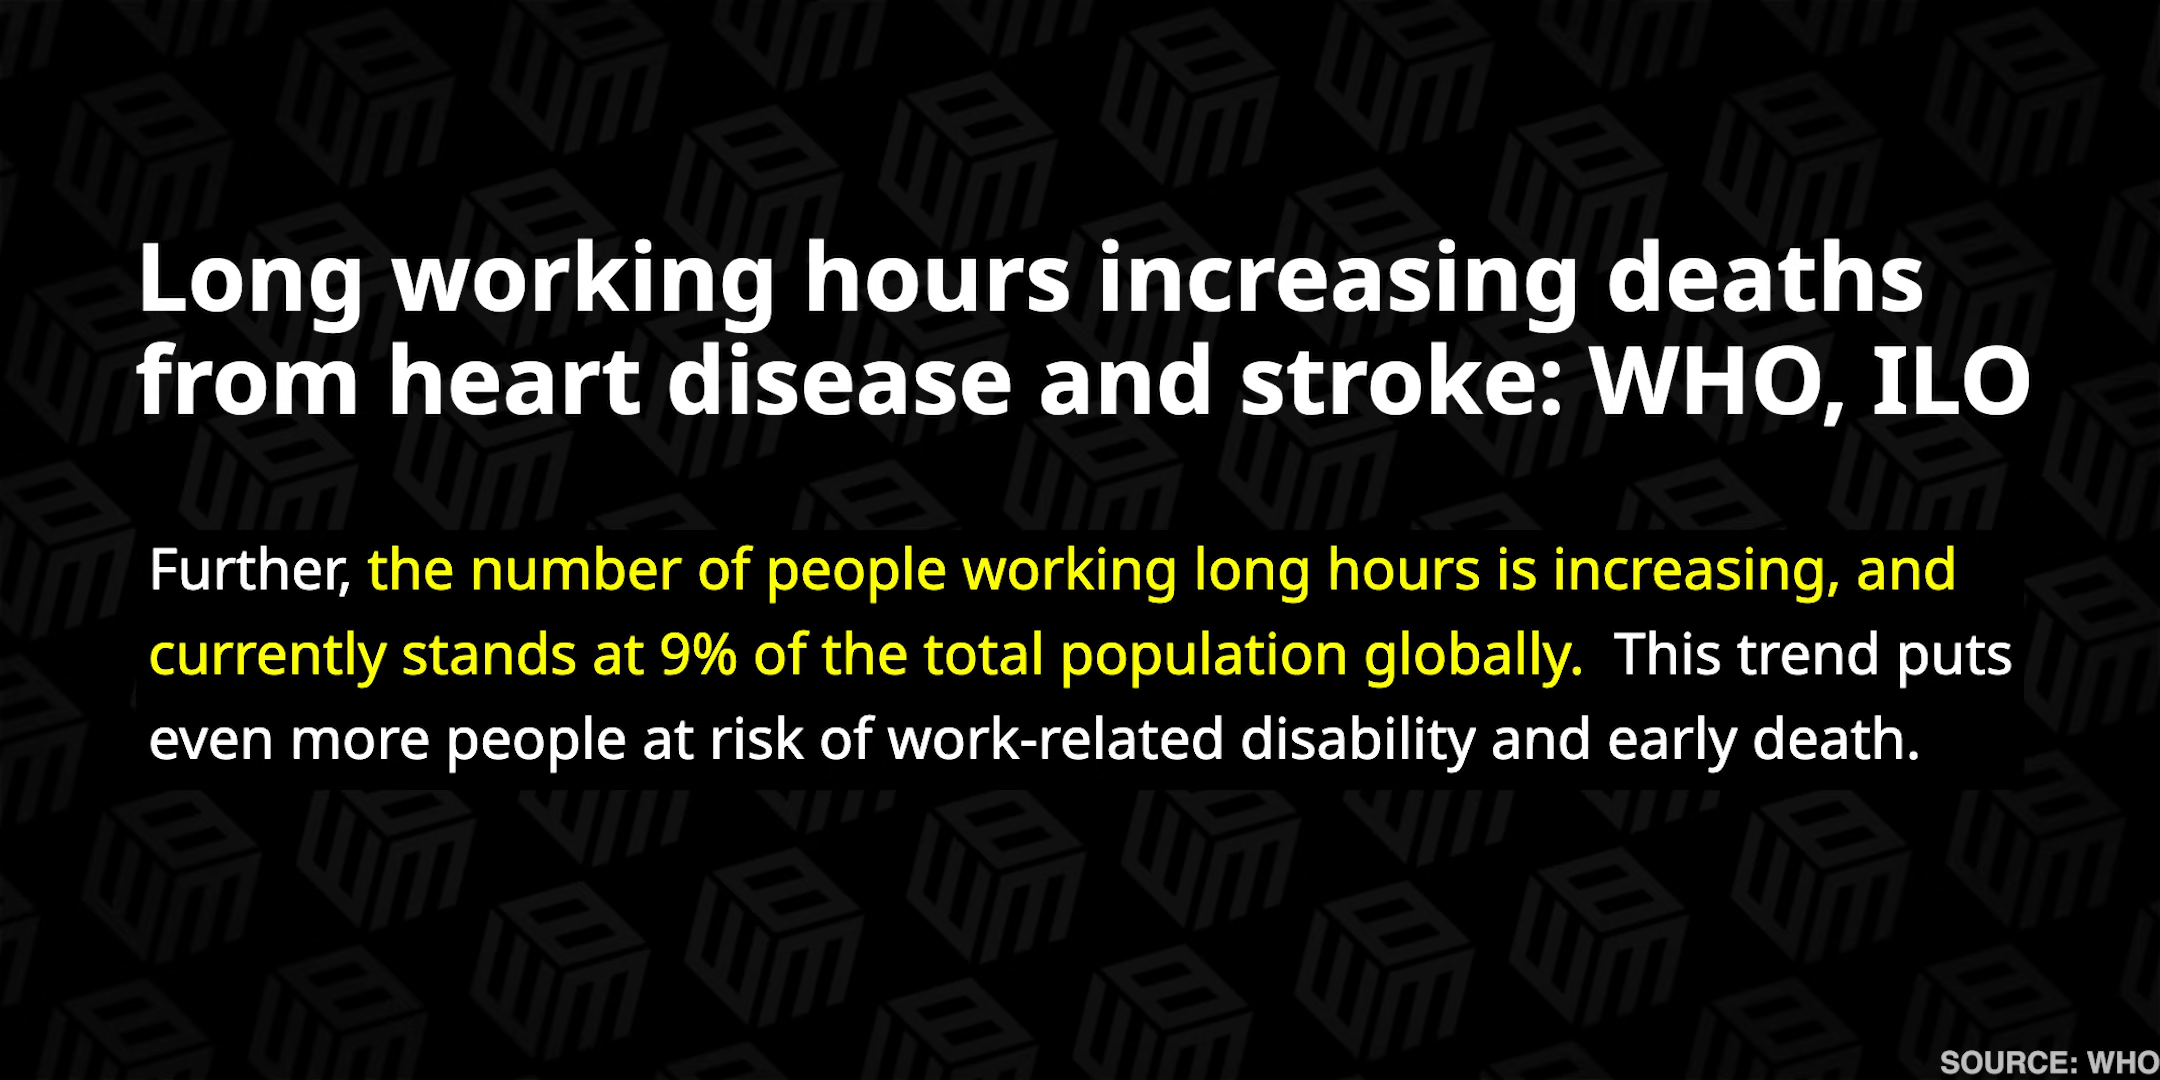 Long working hours increasing deaths
from heart disease and stroke: WHO, ILO
Further, the number of people working long hours is increasing, and
currently stands at 9% of the total population globally. This trend puts
even more people at risk of work-related disability and early death.
SOURCE: WHO